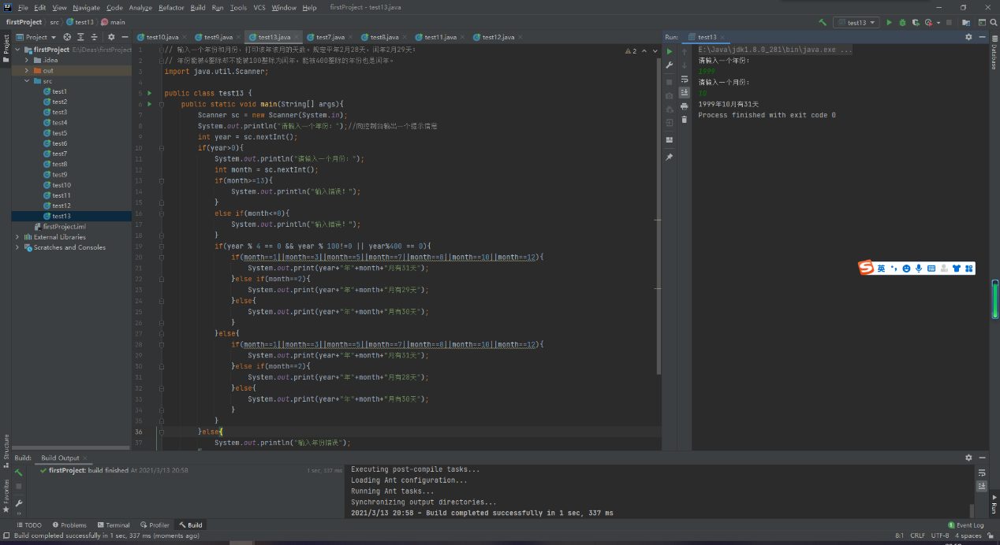 File Edit View Navigate Code Analyze Refactor Build Run Tools VCS Window Help firstProject - test13.java
firstProject src test13 main test13
Project test10.java test9.java test13.java test7.java test8.java test11.java test12.java Run: test13
Project
firstProject E:\jDeas\firstProject
.idea
out
src
test1
test2
test3
test4
test5
test6
test7
test8
test9
test10
test11
test12
test13
firstProject.iml
External Libraries
Scratches and Consoles
2
1 // 输入一个年份和月份，打印该年该月的天数。规定平年2月28天，闰年2月29天。
2 // 年份能被4整除却不能被100整除为闰年，能被400整除的年份也是闰年。
3 import java.util.Scanner;
4
5 public class test13 {
6 public static void main(String[] args){
7 Scanner sc = new Scanner(System.in);
8 System.out.println("请输入一个年份：");//向控制台输出一个提示信息
9 int year = sc.nextInt();
10 if(year>0){
11 System.out.println("请输入一个月份：");
12 int month = sc.nextInt();
13 if(month>=13){
14 System.out.println("输入错误！");
15 }
16 else if(month<=0){
17 System.out.println("输入错误！");
18 }
19 if(year % 4 == 0 && year % 100!=0 || year%400 == 0){
20 if(month==1||month==3||month==5||month==7||month==8||month==10||month==12){
21 System.out.print(year+"年"+month+"月有31天");
22 }else if(month==2){
23 System.out.print(year+"年"+month+"月有29天");
24 }else{
25 System.out.print(year+"年"+month+"月有30天");
26 }
27 }else{
28 if(month==1||month==3||month==5||month==7||month==8||month==10||month==12){
29 System.out.print(year+"年"+month+"月有31天");
30 }else if(month==2){
31 System.out.print(year+"年"+month+"月有28天");
32 }else{
33 System.out.print(year+"年"+month+"月有30天");
34 }
35 }
36 }else{
37 System.out.println("输入年份错误");
E:\Java\jdk1.8.0_281\bin\java.exe ...
请输入一个年份：
1999
请输入一个月份：
10
1999年10月有31天
Process finished with exit code 0
英
Database
Structure
Favorites
Run
Build: Build Output
firstProject: build finished At 2021/3/13 20:58 1 sec, 337 ms
Executing post-compile tasks...
Loading Ant configuration...
Running Ant tasks...
Synchronizing output directories...
2021/3/13 20:58 - Build completed successfully in 1 sec, 337 ms
TODO Problems Terminal Profiler Build 1 Event Log
Build completed successfully in 1 sec, 337 ms (moments ago) 8:1 CRLF UTF-8 4 spaces